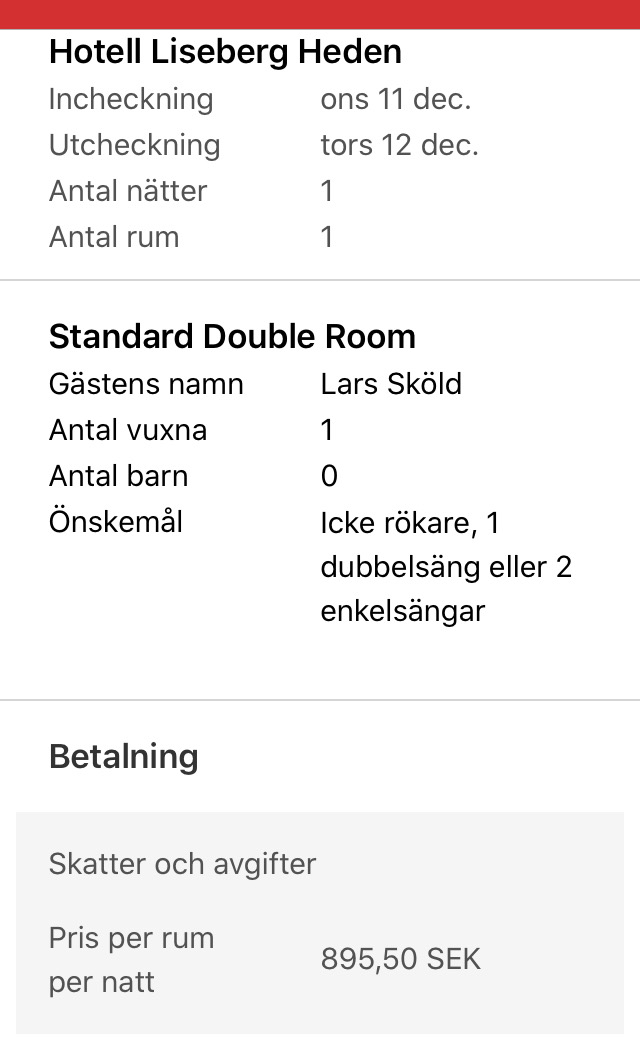 Hotell Liseberg Heden
Incheckning ons 11 dec.
Utcheckning tors 12 dec.
Antal nätter 1
Antal rum 1
Standard Double Room
Gästens namn Lars Sköld
Antal vuxna 1
Antal barn 0
Önskemål Icke rökare, 1
dubbelsäng eller 2
enkelsängar
Betalning
Skatter och avgifter
Pris per rum
per natt
895,50 SEK